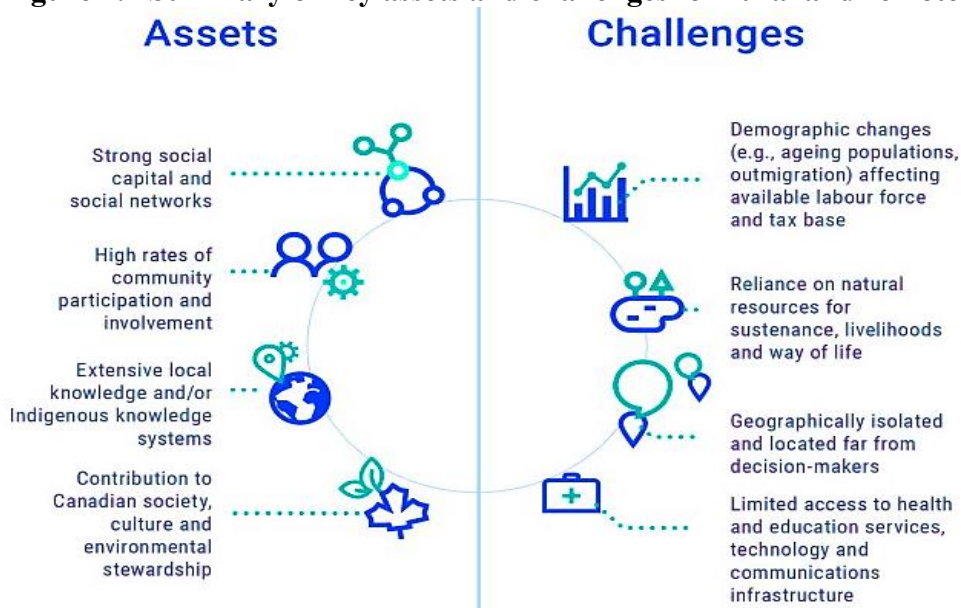 Assets
Strong social
capital and
social networks
High rates of
community
participation and
involvement
Extensive local
knowledge and/or
Indigenous knowledge
systems
Contribution to
Canadian society,
culture and
environmental
stewardship
Challenges
Demographic changes
(e.g., ageing populations,
outmigration) affecting
available labour force
and tax base
Reliance on natural
resources for
sustenance, livelihoods
and way of life
Geographically isolated
and located far from
decision-makers
Limited access to health
and education services,
technology and
communications
infrastructure